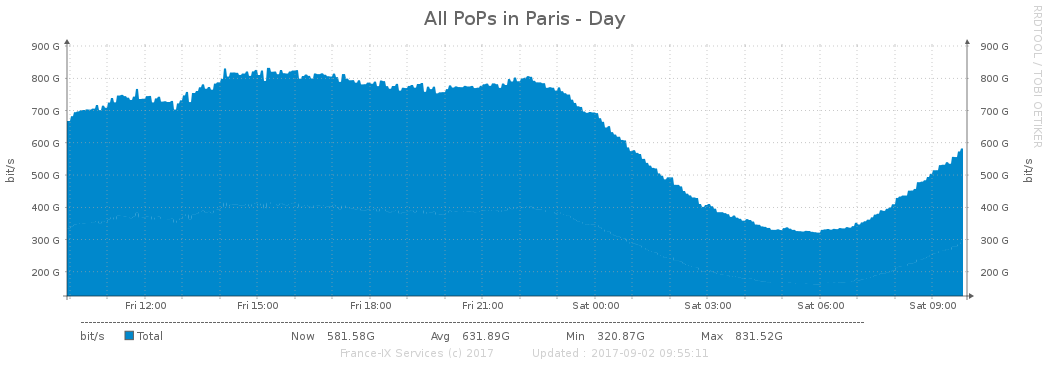 All PoPs in Paris - Day
RRDTOOL / TOBI OETIKER
900 G 900 G
800 G 800 G
700 G 700 G
600 G 600 G
500 G 500 G
400 G 400 G
300 G 300 G
200 G 200 G
bit/s bit/s
Fri 12:00 Fri 15:00 Fri 18:00 Fri 21:00 Sat 00:00 Sat 03:00 Sat 06:00 Sat 09:00
bit/s Total Now 581.58G Avg 631.89G Min 320.87G Max 831.52G
France-IX Services (c) 2017 Updated : 2017-09-02 09:55:11